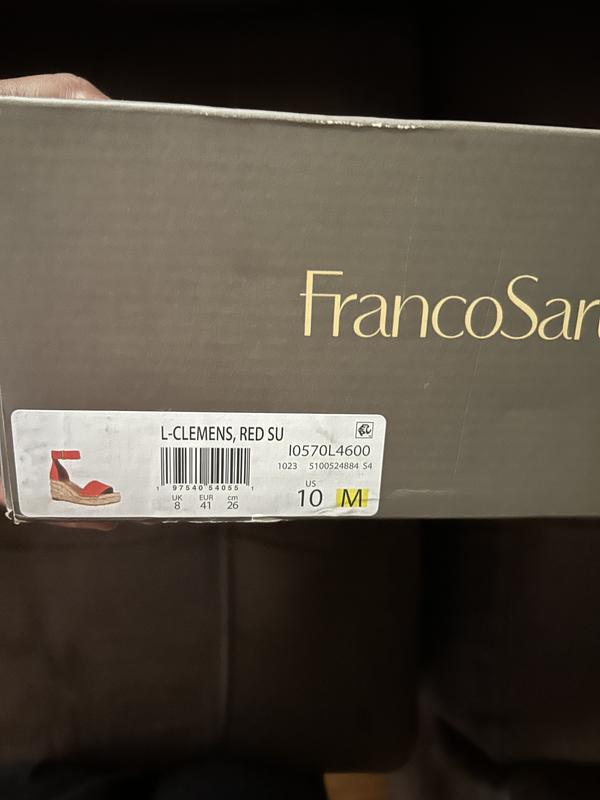 FrancoSar
L-CLEMENS, RED SU
I0570L4600
1023 5100524884 S4
1 97540 54055 1
UK EUR cm
8 41 26
US
10 M